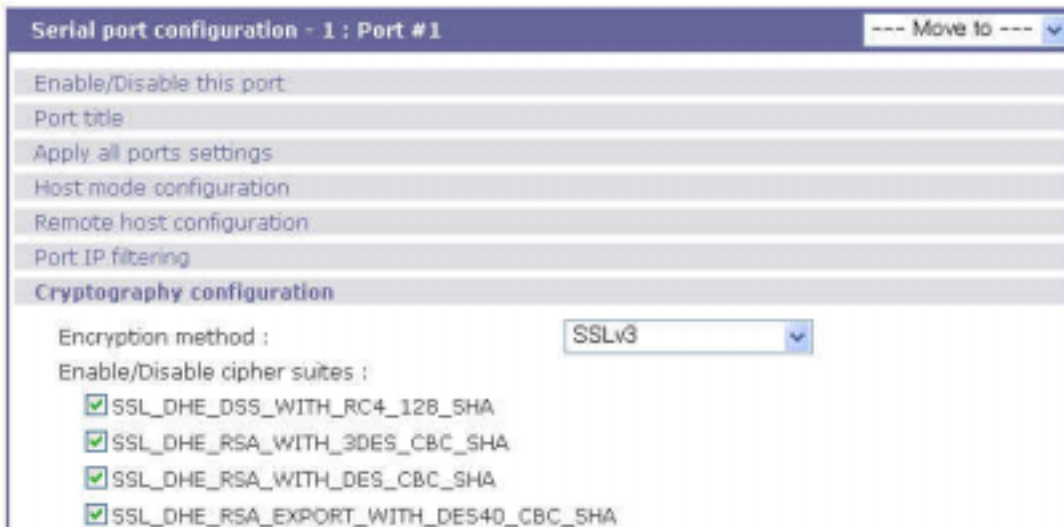 Serial port configuration - 1 : Port #1 --- Move to ---
Enable/Disable this port
Port title
Apply all ports settings
Host mode configuration
Remote host configuration
Port IP filtering
Cryptography configuration
Encryption method : SSLv3
Enable/Disable cipher suites :
SSL_DHE_DSS_WITH_RC4_128_SHA
SSL_DHE_RSA_WITH_3DES_CBC_SHA
SSL_DHE_RSA_WITH_DES_CBC_SHA
SSL_DHE_RSA_EXPORT_WITH_DES40_CBC_SHA